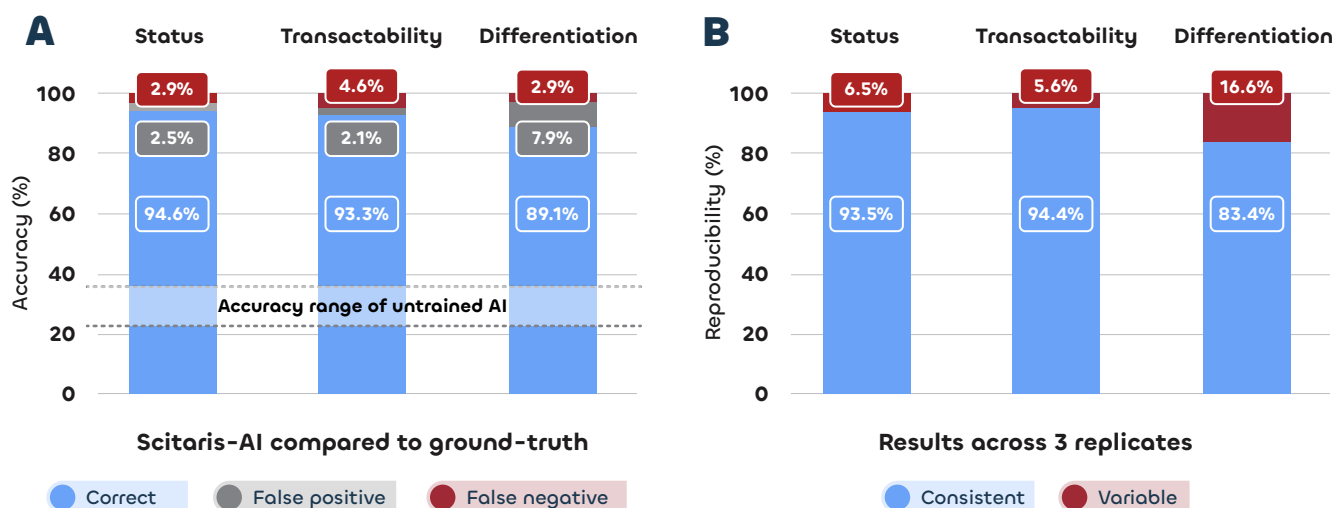 A
Status Transactability Differentiation
Accuracy (%)
100
80
60
40
20
0
2.9% 4.6% 2.9%
2.5% 2.1% 7.9%
94.6% 93.3% 89.1%
Accuracy range of untrained AI
Scitaris-AI compared to ground-truth
Correct False positive False negative
B
Status Transactability Differentiation
Reproducibility (%)
100
80
60
40
20
0
6.5% 5.6% 16.6%
93.5% 94.4% 83.4%
Results across 3 replicates
Consistent Variable